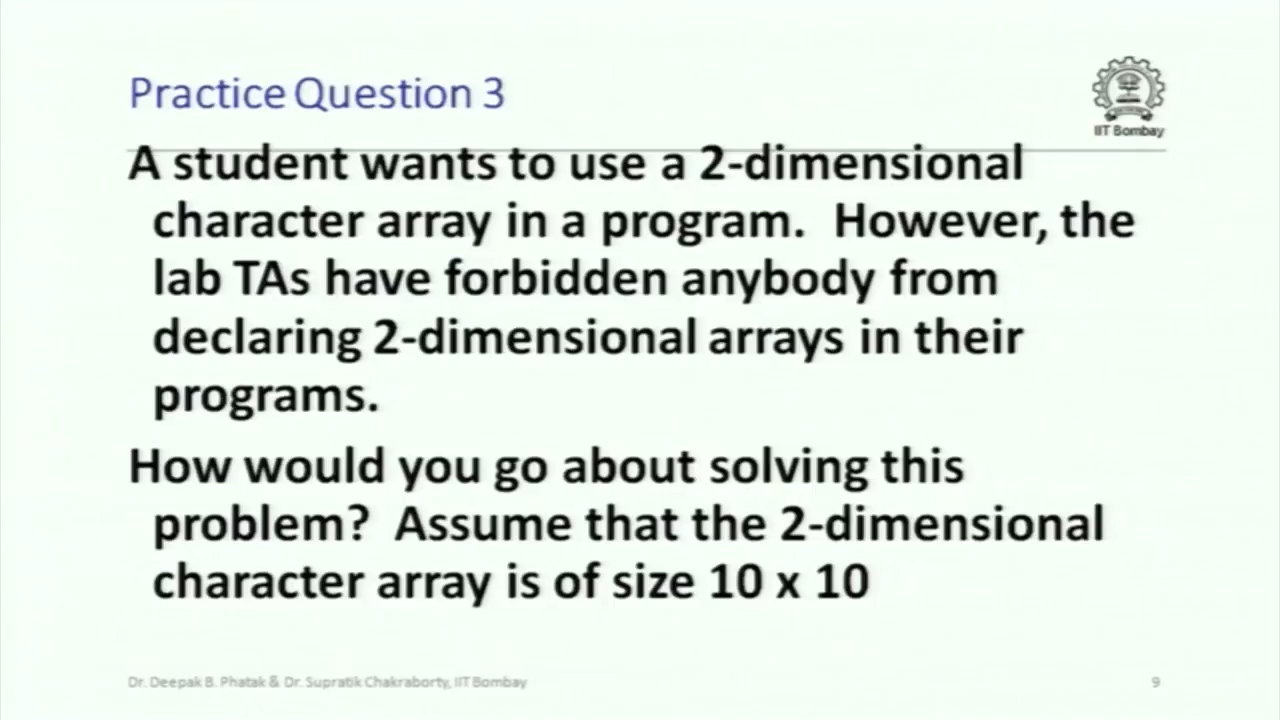 Practice Question 3
IIT Bombay
A student wants to use a 2-dimensional
character array in a program. However, the
lab TAs have forbidden anybody from
declaring 2-dimensional arrays in their
programs.
How would you go about solving this
problem? Assume that the 2-dimensional
character array is of size 10 x 10
Dr. Deepak B. Phatak & Dr. Supratik Chakraborty, IIT Bombay
9